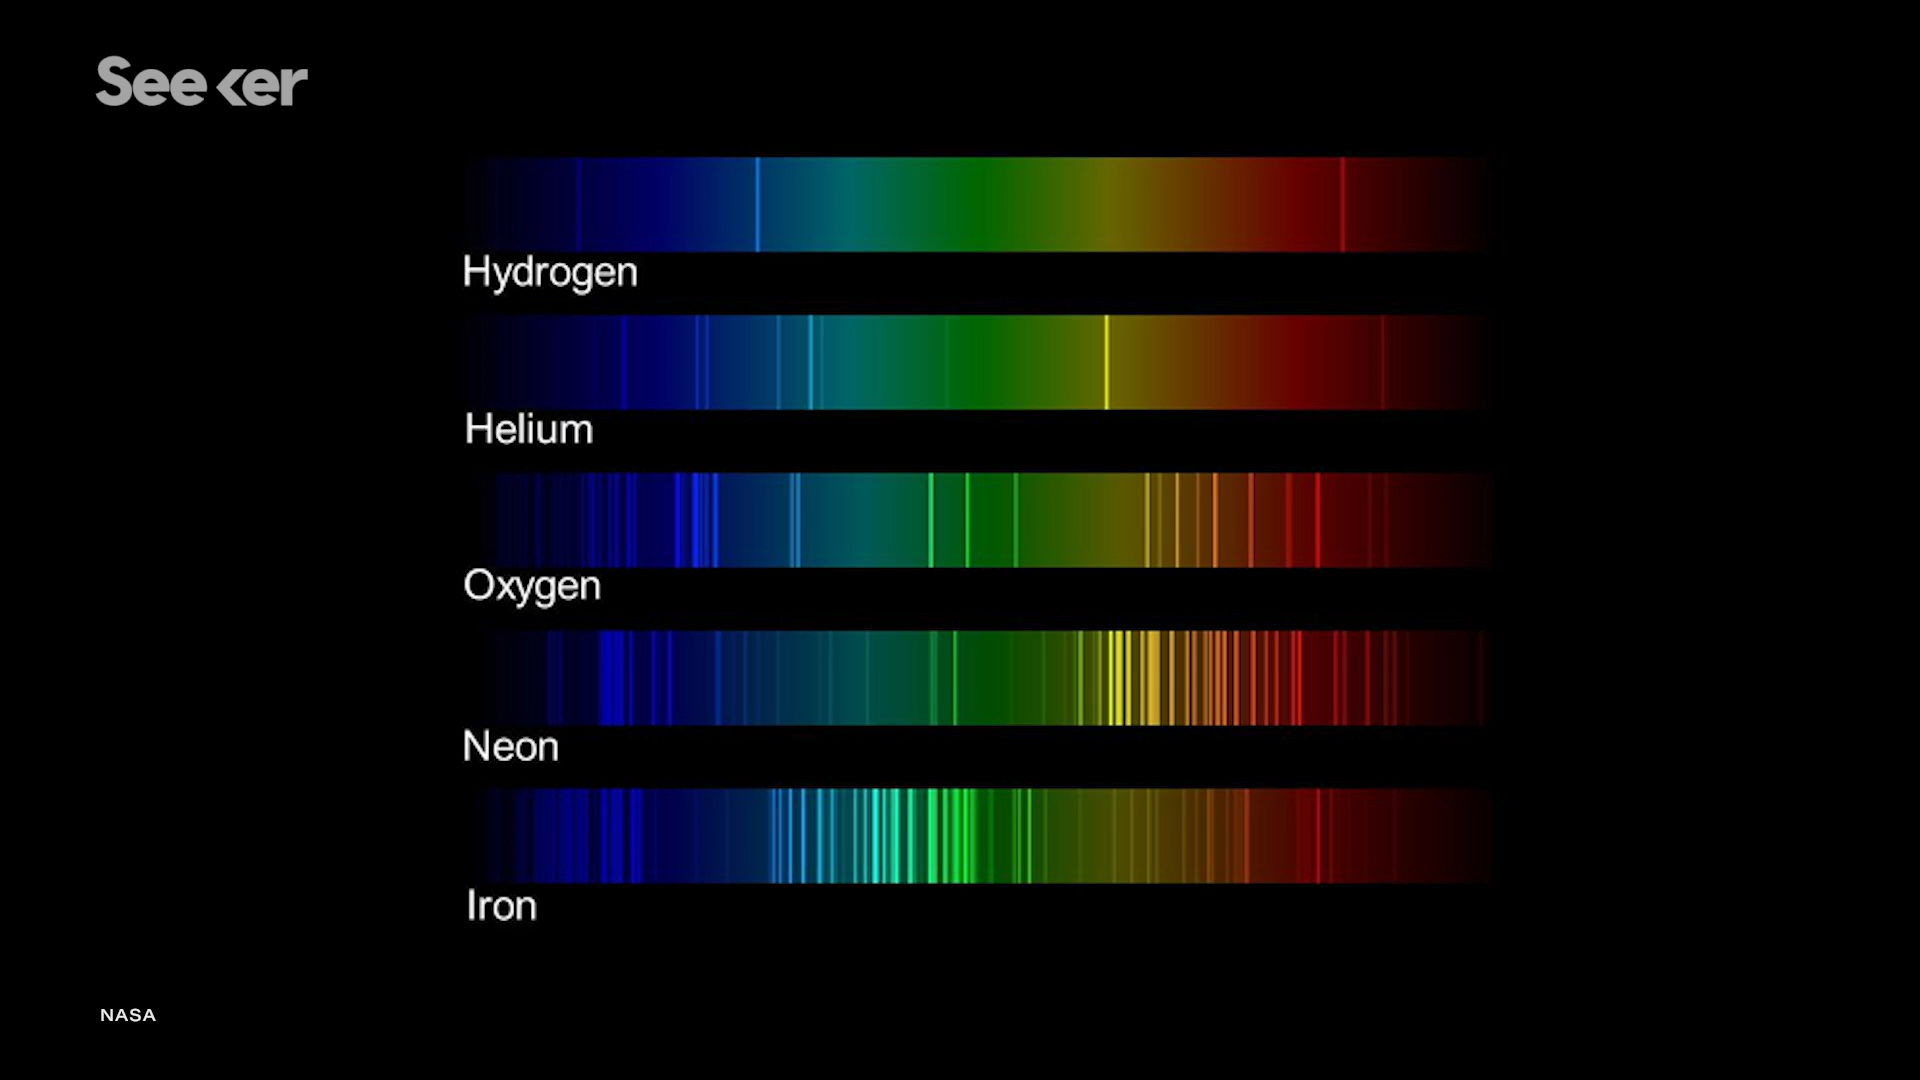 Seeker
Hydrogen
Helium
Oxygen
Neon
Iron
NASA